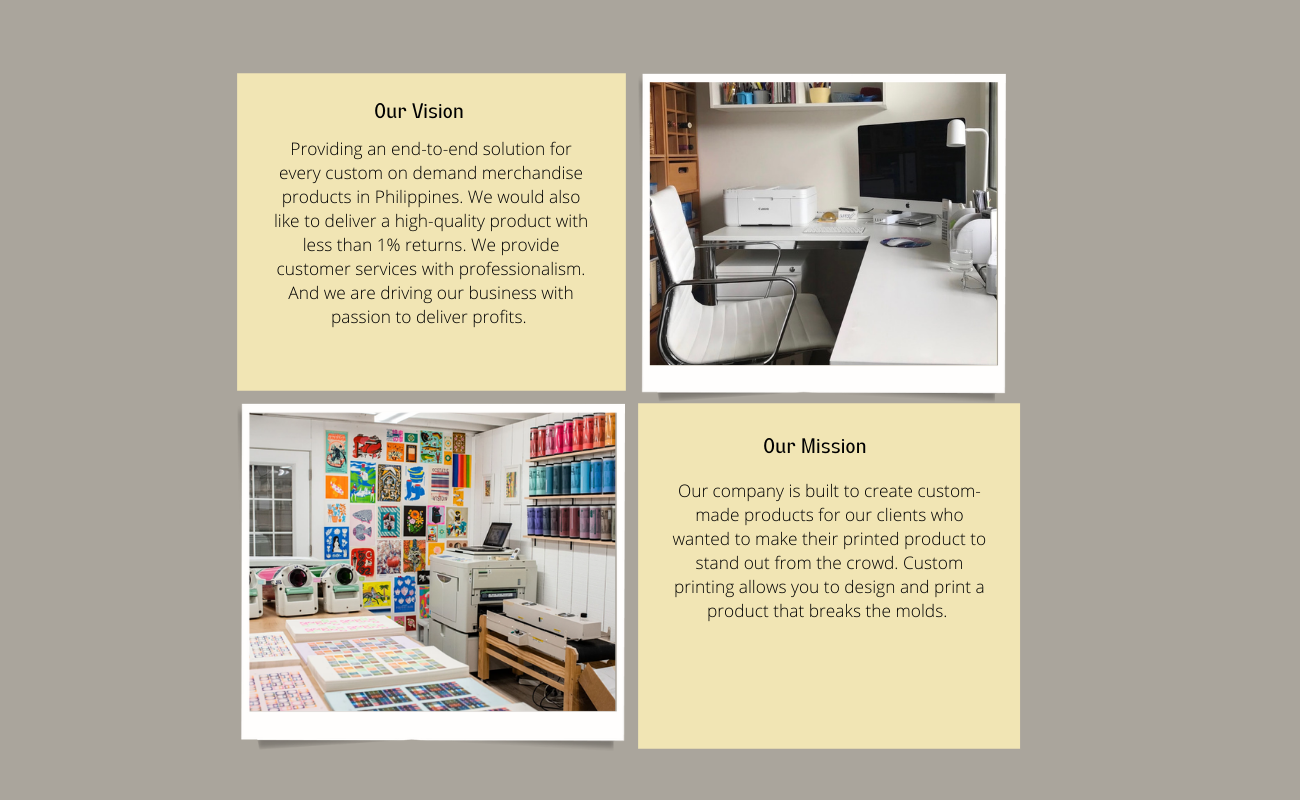 Our Vision
Providing an end-to-end solution for
every custom on demand merchandise
products in Philippines. We would also
like to deliver a high-quality product with
less than 1% returns. We provide
customer services with professionalism.
And we are driving our business with
passion to deliver profits.
Canon
Our Mission
Our company is built to create custom-
made products for our clients who
wanted to make their printed product to
stand out from the crowd. Custom
printing allows you to design and print a
product that breaks the molds.